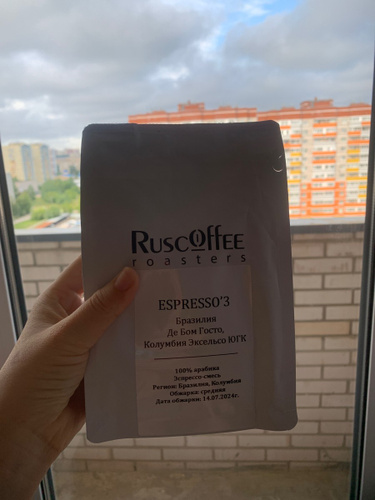 RUSCOFFEE
roasters
ESPRESSO'3
Бразилия
Де Бом Госто,
Колумбия Эксельсо ЮГК
100% арабика
Эспрессо-смесь
Регион: Бразилия, Колумбия
Обжарка: средняя
Дата обжарки: 14.07.2024г.